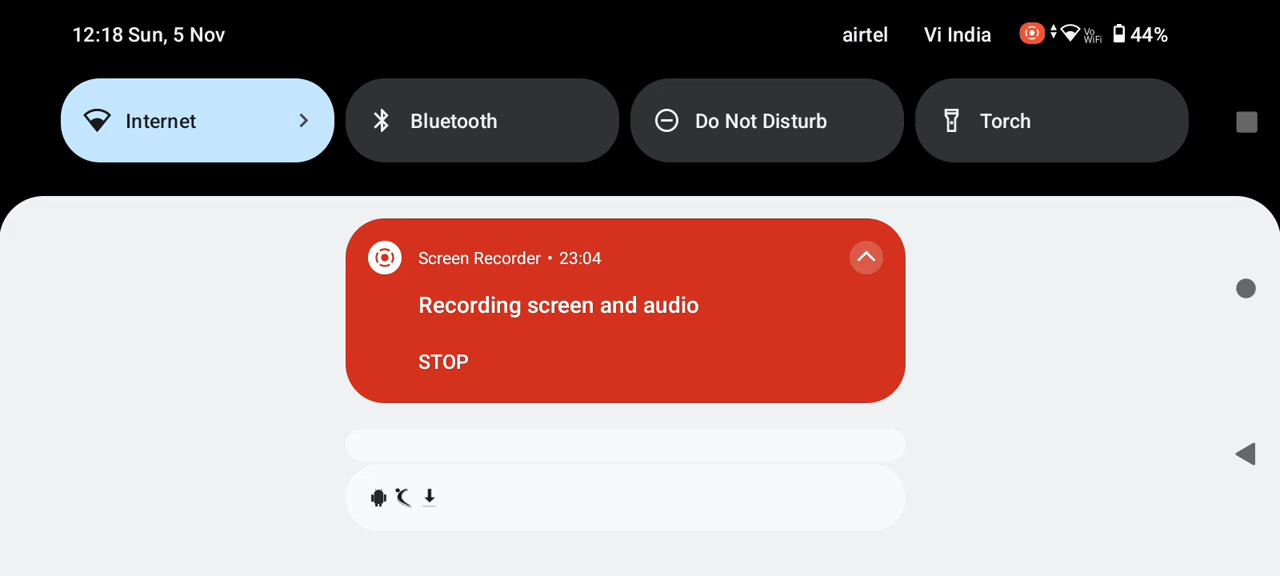 12:18 Sun, 5 Nov airtel Vi India Vo WiFi 44%
Internet Bluetooth Do Not Disturb Torch
Screen Recorder • 23:04
Recording screen and audio
STOP